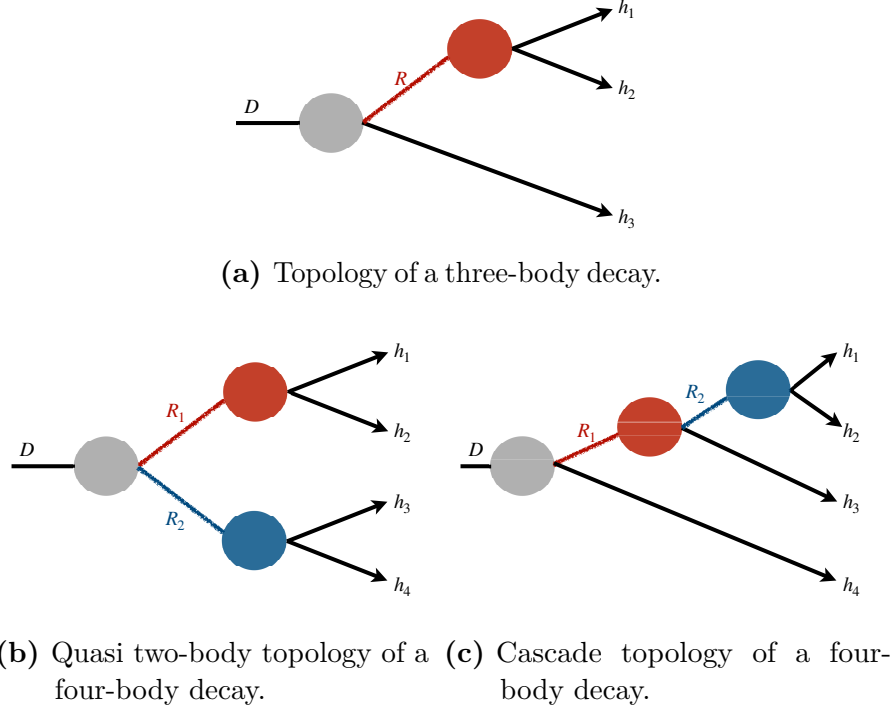 h1
R
D
h2
h3
(a) Topology of a three-body decay.
h1
R1
h2
D
R2
h3
h4
(b) Quasi two-body topology of a
four-body decay.
h1
R2
R1
h2
D
h3
h4
(c) Cascade topology of a four-
body decay.